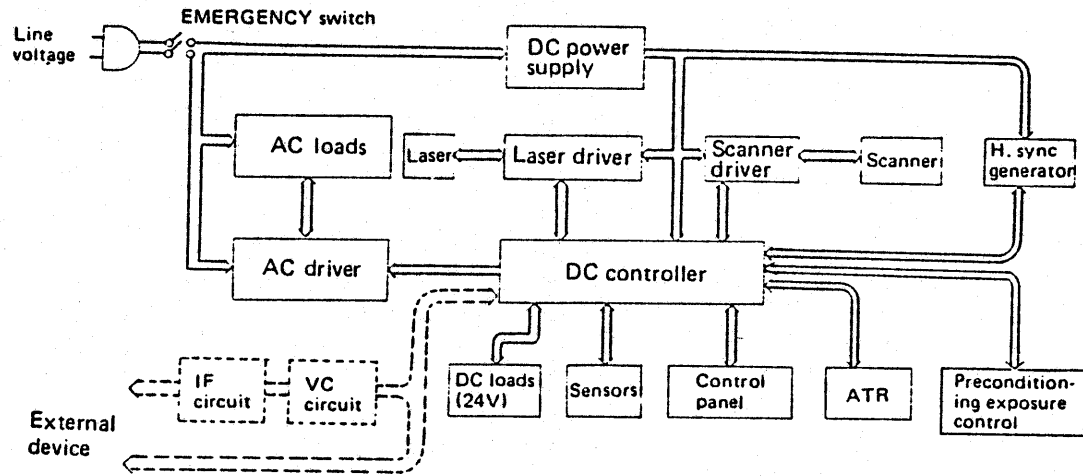 EMERGENCY switch
Line
voltage
DC power
supply
AC loads
Laser
Laser driver
Scanner
driver
Scanner
H. sync
generator
AC driver
DC controller
IF
circuit
VC
circuit
DC loads
(24V)
Sensors
Control
panel
ATR
Precondition-
ing exposure
control
External
device